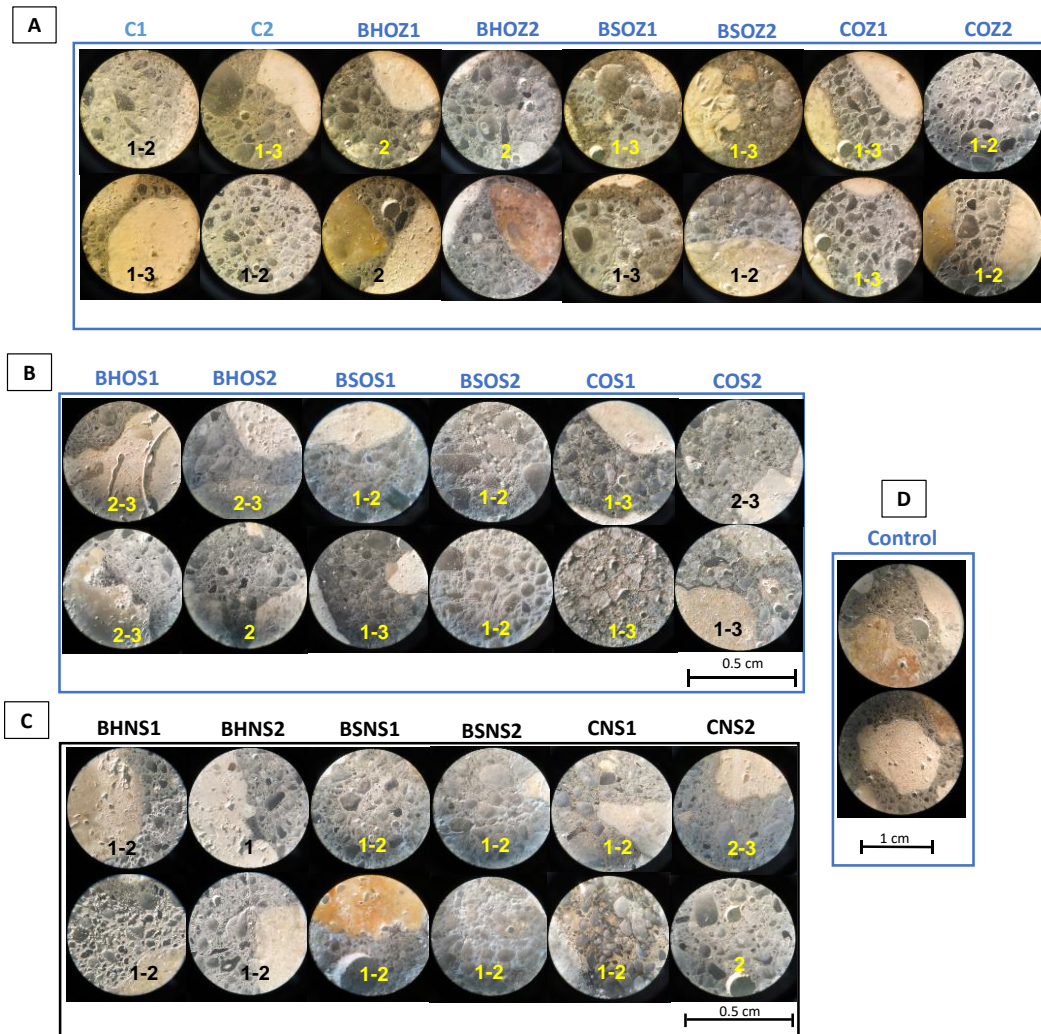 A
C1 C2 BHOZ1 BHOZ2 BSOZ1 BSOZ2 COZ1 COZ2
1-2 1-3 2 2 1-3 1-3 1-3 1-2
1-3 1-2 2 1-3 1-2 1-3 1-2
B
BHOS1 BHOS2 BSOS1 BSOS2 COS1 COS2
2-3 2-3 1-2 1-2 1-3 2-3
2-3 2 1-3 1-2 1-3 1-3
0.5 cm
C
BHNS1 BHNS2 BSNS1 BSNS2 CNS1 CNS2
1-2 1 1-2 1-2 1-2 2-3
1-2 1-2 1-2 1-2 1-2 2
0.5 cm
D
Control
1 cm